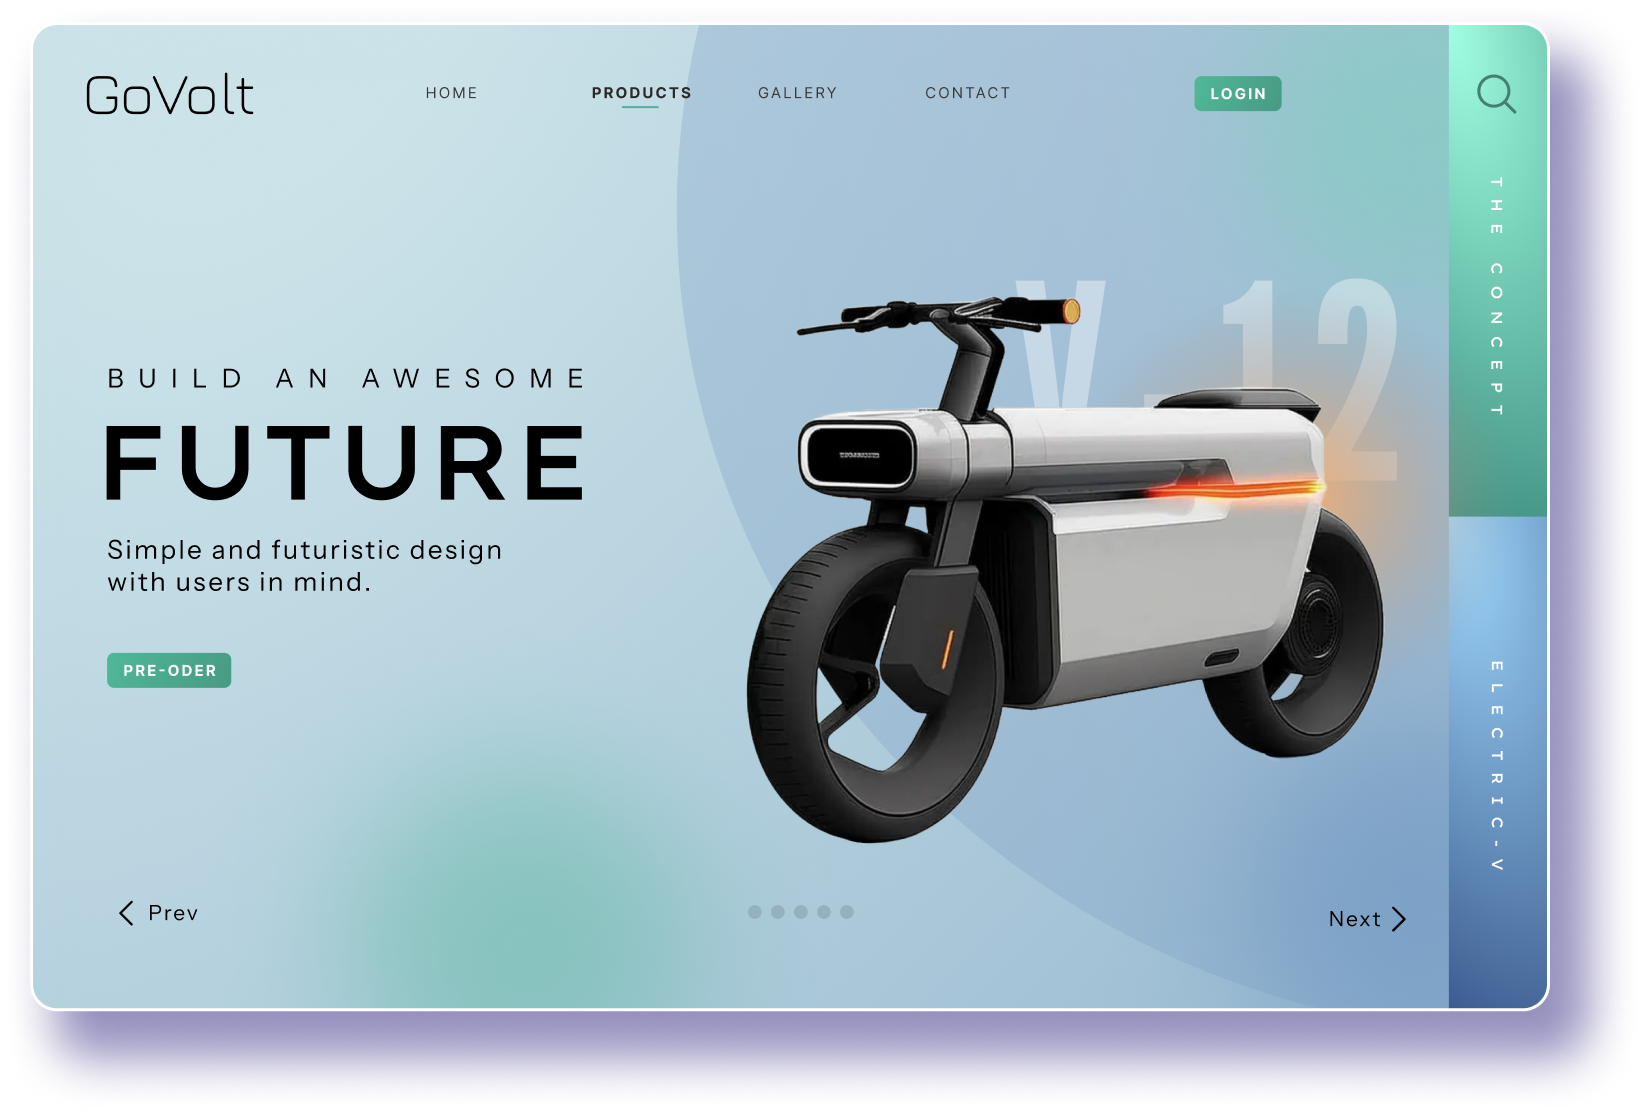 GoVolt
HOME
PRODUCTS
GALLERY
CONTACT
LOGIN
THE CONCEPT
V-12
BUILD AN AWESOME
FUTURE
Simple and futuristic design
with users in mind.
PRE-ODER
ELECTRIC-V
Prev
Next